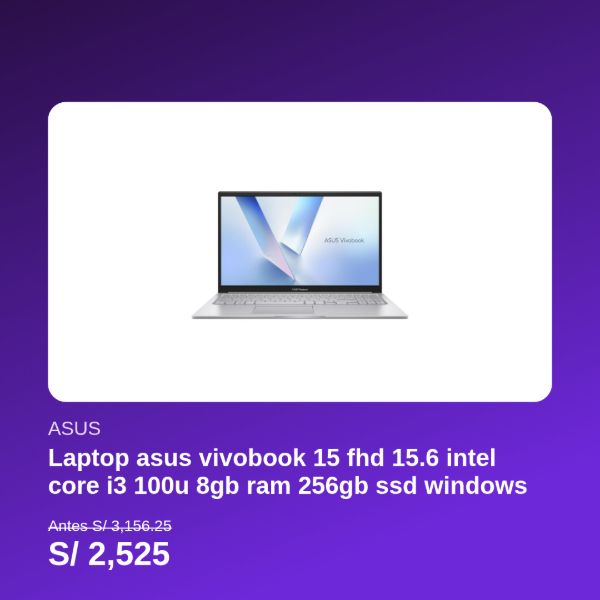 ASUS Vivobook
ASUS
Laptop asus vivobook 15 fhd 15.6 intel
core i3 100u 8gb ram 256gb ssd windows
Antes S/ 3,156.25
S/ 2,525